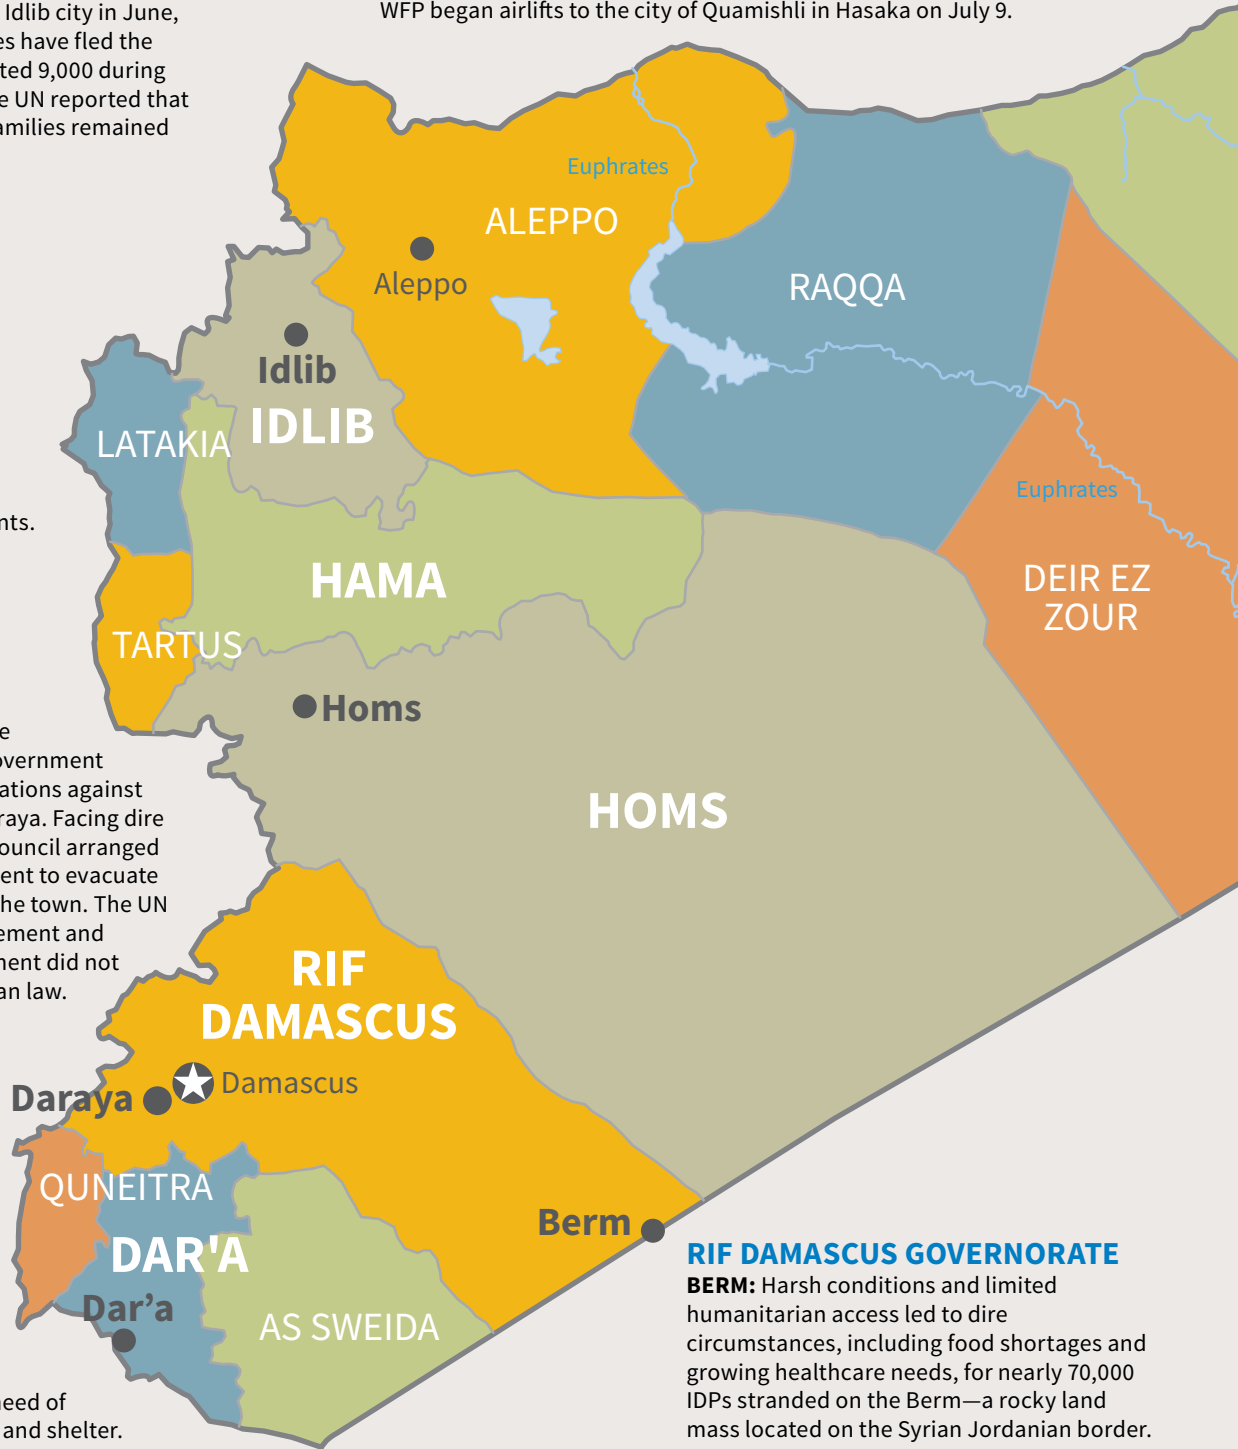 Idlib city in June,
es have fled the
ted 9,000 during
e UN reported that
amilies remained
WFP began airlifts to the city of Quamishli in Hasaka on July 9.
Euphrates
ALEPPO
Aleppo
RAQQA
Idlib
IDLIB
LATAKIA
Euphrates
nts.
HAMA
DEIR EZ
ZOUR
TARTUS
Homs
HOMS
e
overnment
ations against
raya. Facing dire
ouncil arranged
ent to evacuate
he town. The UN
ement and
nent did not
an law.
RIF
DAMASCUS
Damascus
Daraya
QUNEITRA
Berm
DAR'A
Dar’a
AS SWEIDA
RIF DAMASCUS GOVERNORATE
BERM: Harsh conditions and limited
humanitarian access led to dire
circumstances, including food shortages and
growing healthcare needs, for nearly 70,000
IDPs stranded on the Berm—a rocky land
mass located on the Syrian Jordanian border.
need of
and shelter.